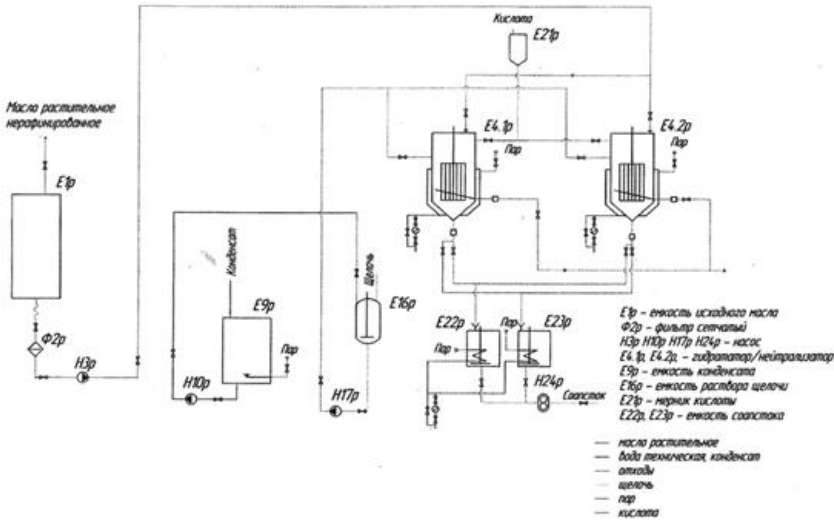 Кислота
Е21р
Масло растительное
нерафинированное
Е4.1р
Е4.2р
Пар
Пар
Е1р
Конденсат
Щелочь
Е9р
Е16р
Ф2р
Н3р
Пар
Н10р
Н17р
Е22р
Пар
Е23р
Пар
Н24р
Соапсток
Е1р – емкость исходного масла
Ф2р – фильтр сетчатый
Н3р Н10р Н17р Н24р – насос
Е4.1р, Е4.2р, – гидрататор/нейтрализатор
Е9р – емкость конденсата
Е16р – емкость раствора щелочи
Е21р – мерник кислоты
Е22р, Е23р – емкость соапстока
масло растительное
вода техническая, конденсат
отходы
щелочь
пар
кислота